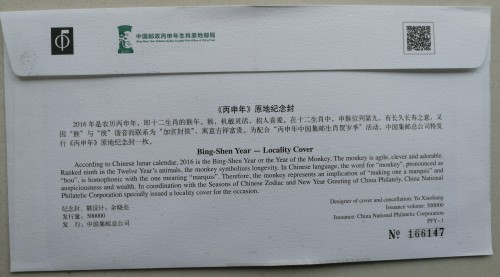 中国邮政丙申年生肖原地邮局
《丙申年》原地纪念封
2016 年是农历丙申年，即十二生肖的猴年。猴，机敏灵活，招人喜爱。在十二生肖中，申猴位列第九，有长久长寿之意，又
因“猴”与“侯”谐音而联系为“加官封侯”，寓意吉祥富贵。为配合“丙申年中国集邮生肖贺岁季”活动，中国集邮总公司特发
行《丙申年》原地纪念封一枚。
Bing-Shen Year — Locality Cover
According to Chinese lunar calendar, 2016 is the Bing-Shen Year or the Year of the Monkey. The monkey is agile, clever and adorable.
Ranked ninth in the Twelve Year's animals, the monkey symbolizes longevity. In Chinese language, the word for "monkey", pronounced as
"hou", is homophonic with the one meaning "marquis". Therefore, the monkey represents an implication of "making one a marquis" and
auspiciousness and wealth. In coordination with the Seasons of Chinese Zodiac and New Year Greeting of China Philately, China National
Philatelic Corporation specially issued a locality cover for the occasion.
纪念封、戳设计：余晓亮
发行量：500000
发 行：中国集邮总公司
Designer of cover and cancellation: Yu Xiaoliang
Issuance volume: 500000
Issuance: China National Philatelic Corporation
PFY-1
№ 166147